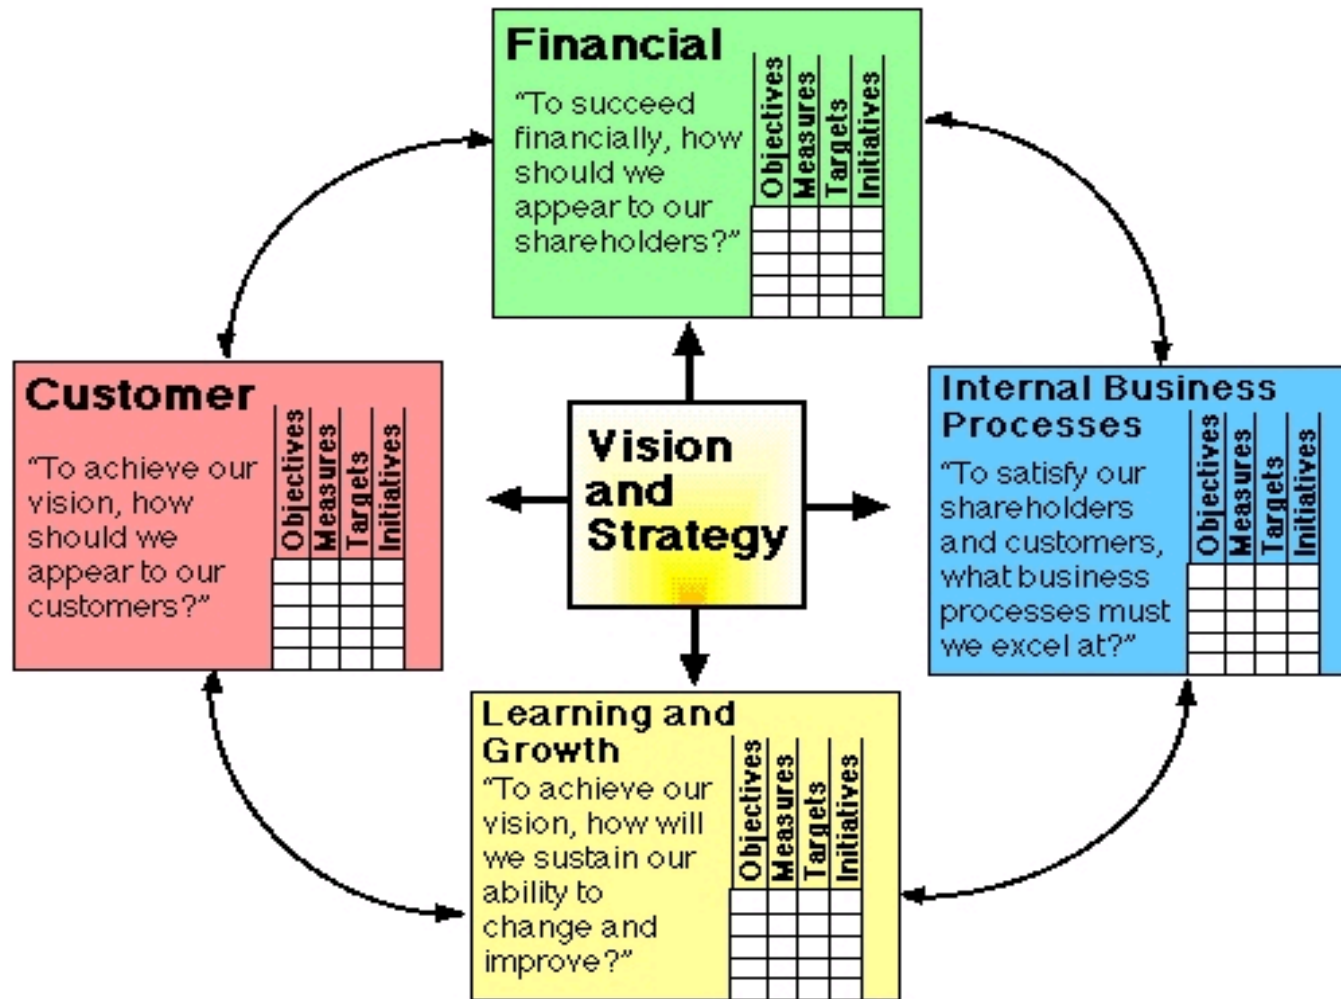 Financial
“To succeed
financially, how
should we
appear to our
shareholders?”
Objectives
Measures
Targets
Initiatives
Customer
“To achieve our
vision, how
should we
appear to our
customers?”
Objectives
Measures
Targets
Initiatives
Vision
and
Strategy
Internal Business
Processes
“To satisfy our
shareholders
and customers,
what business
processes must
we excel at?”
Objectives
Measures
Targets
Initiatives
Learning and
Growth
“To achieve our
vision, how will
we sustain our
ability to
change and
improve?”
Objectives
Measures
Targets
Initiatives